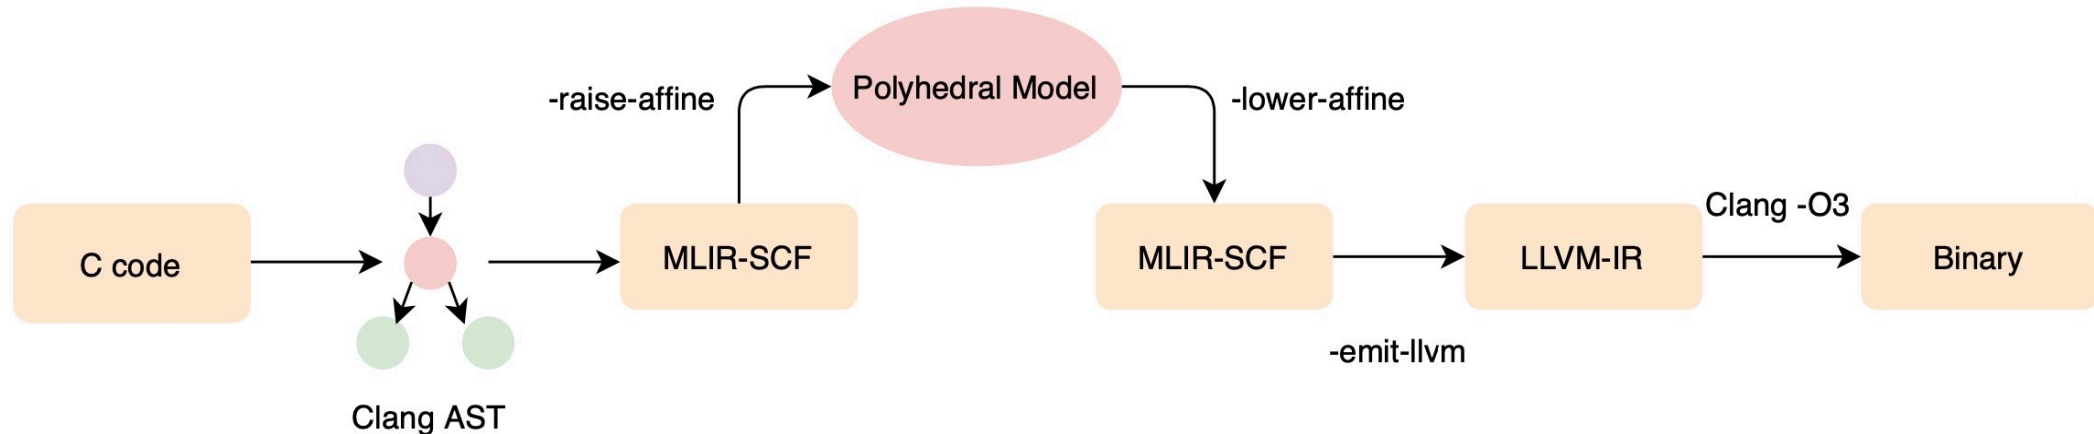 C code
Clang AST
MLIR-SCF
-raise-affine
Polyhedral Model
-lower-affine
MLIR-SCF
-emit-llvm
LLVM-IR
Clang -O3
Binary